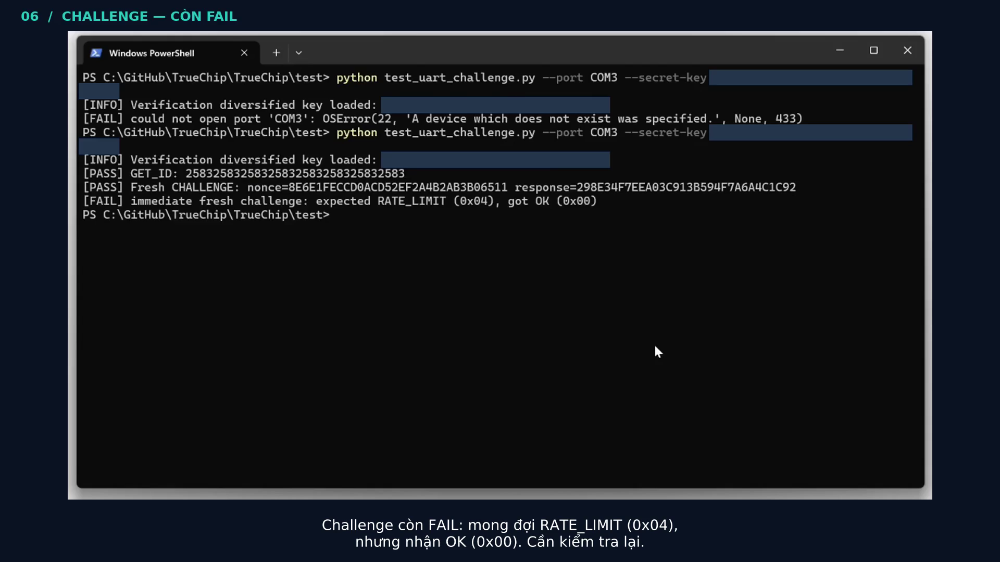 06 / CHALLENGE — CÒN FAIL
Windows PowerShell
PS C:\GitHub\TrueChip\TrueChip\test> python test_uart_challenge.py --port COM3 --secret-key
[INFO] Verification diversified key loaded:
[FAIL] could not open port 'COM3': OSError(22, 'A device which does not exist was specified.', None, 433)
PS C:\GitHub\TrueChip\TrueChip\test> python test_uart_challenge.py --port COM3 --secret-key
[INFO] Verification diversified key loaded:
[PASS] GET_ID: 25832583258325832583258325832583
[PASS] Fresh CHALLENGE: nonce=8E6E1FECCD0ACD52EF2A4B2AB3B06511 response=298E34F7EEA03C913B594F7A6A4C1C92
[FAIL] immediate fresh challenge: expected RATE_LIMIT (0x04), got OK (0x00)
PS C:\GitHub\TrueChip\TrueChip\test>
Challenge còn FAIL: mong đợi RATE_LIMIT (0x04),
nhưng nhận OK (0x00). Cần kiểm tra lại.